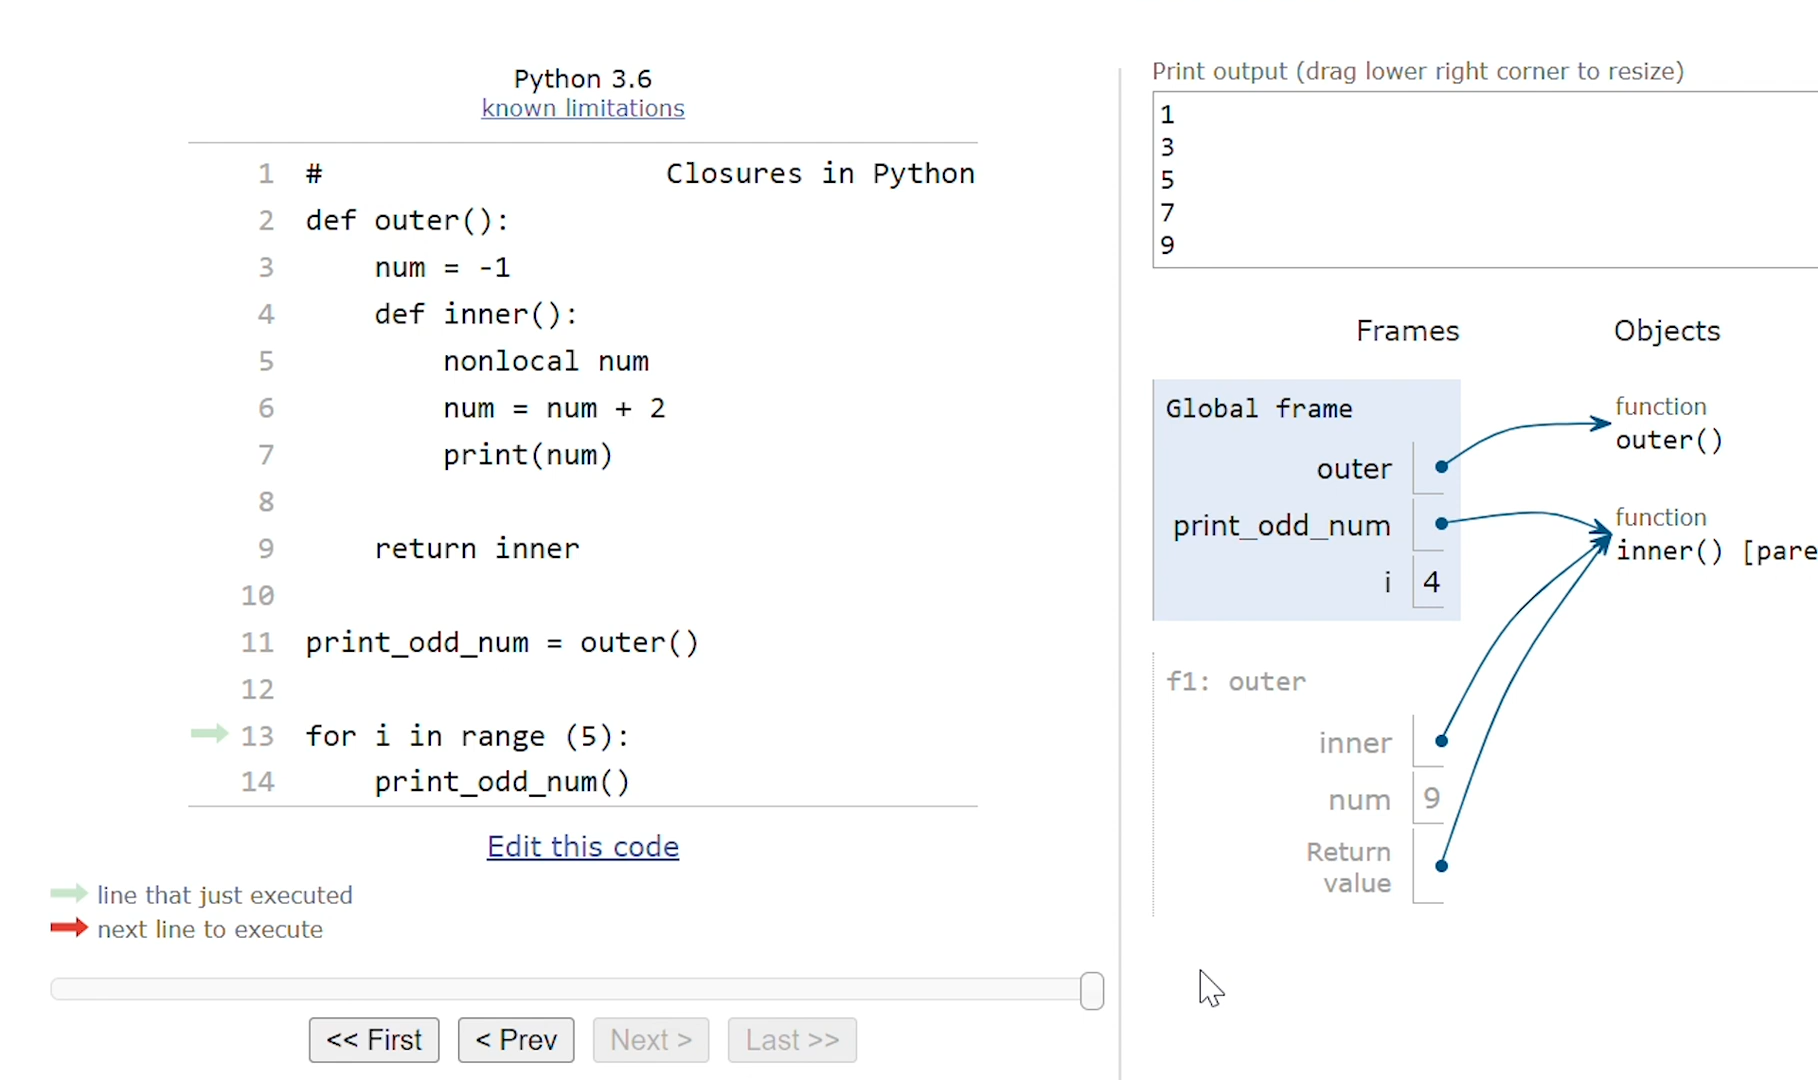 Python 3.6
known limitations
1 # Closures in Python
2 def outer():
3     num = -1
4     def inner():
5         nonlocal num
6         num = num + 2
7         print(num)
8
9     return inner
10
11 print_odd_num = outer()
12
13 for i in range (5):
14     print_odd_num()
Edit this code
line that just executed
next line to execute
<< First
< Prev
Next >
Last >>
Print output (drag lower right corner to resize)
1
3
5
7
9
Frames
Objects
Global frame
outer
print_odd_num
i 4
function
outer()
function
inner() [pare
f1: outer
inner
num 9
Return
value